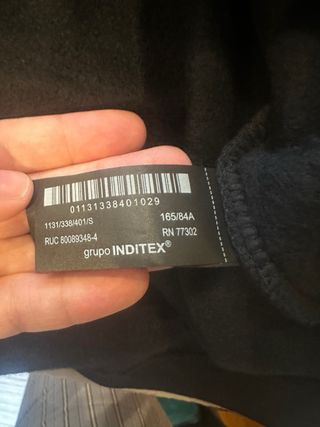 01131338401029
1131/338/401/S 165/84A
RUC 80089348-4 RN 77302
grupo INDITEX®